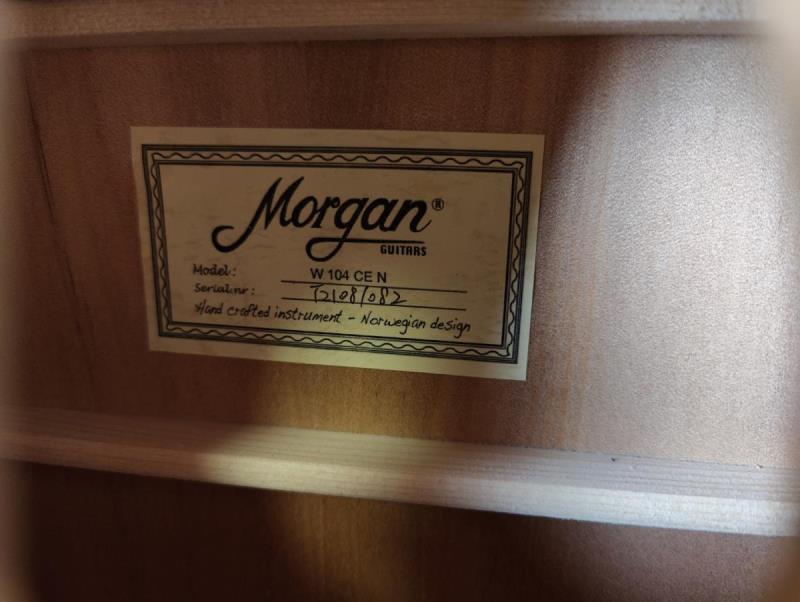 Morgan®
GUITARS
Model: W 104 CE N
Serial.nr: T2108/082
Hand crafted instrument - Norwegian design